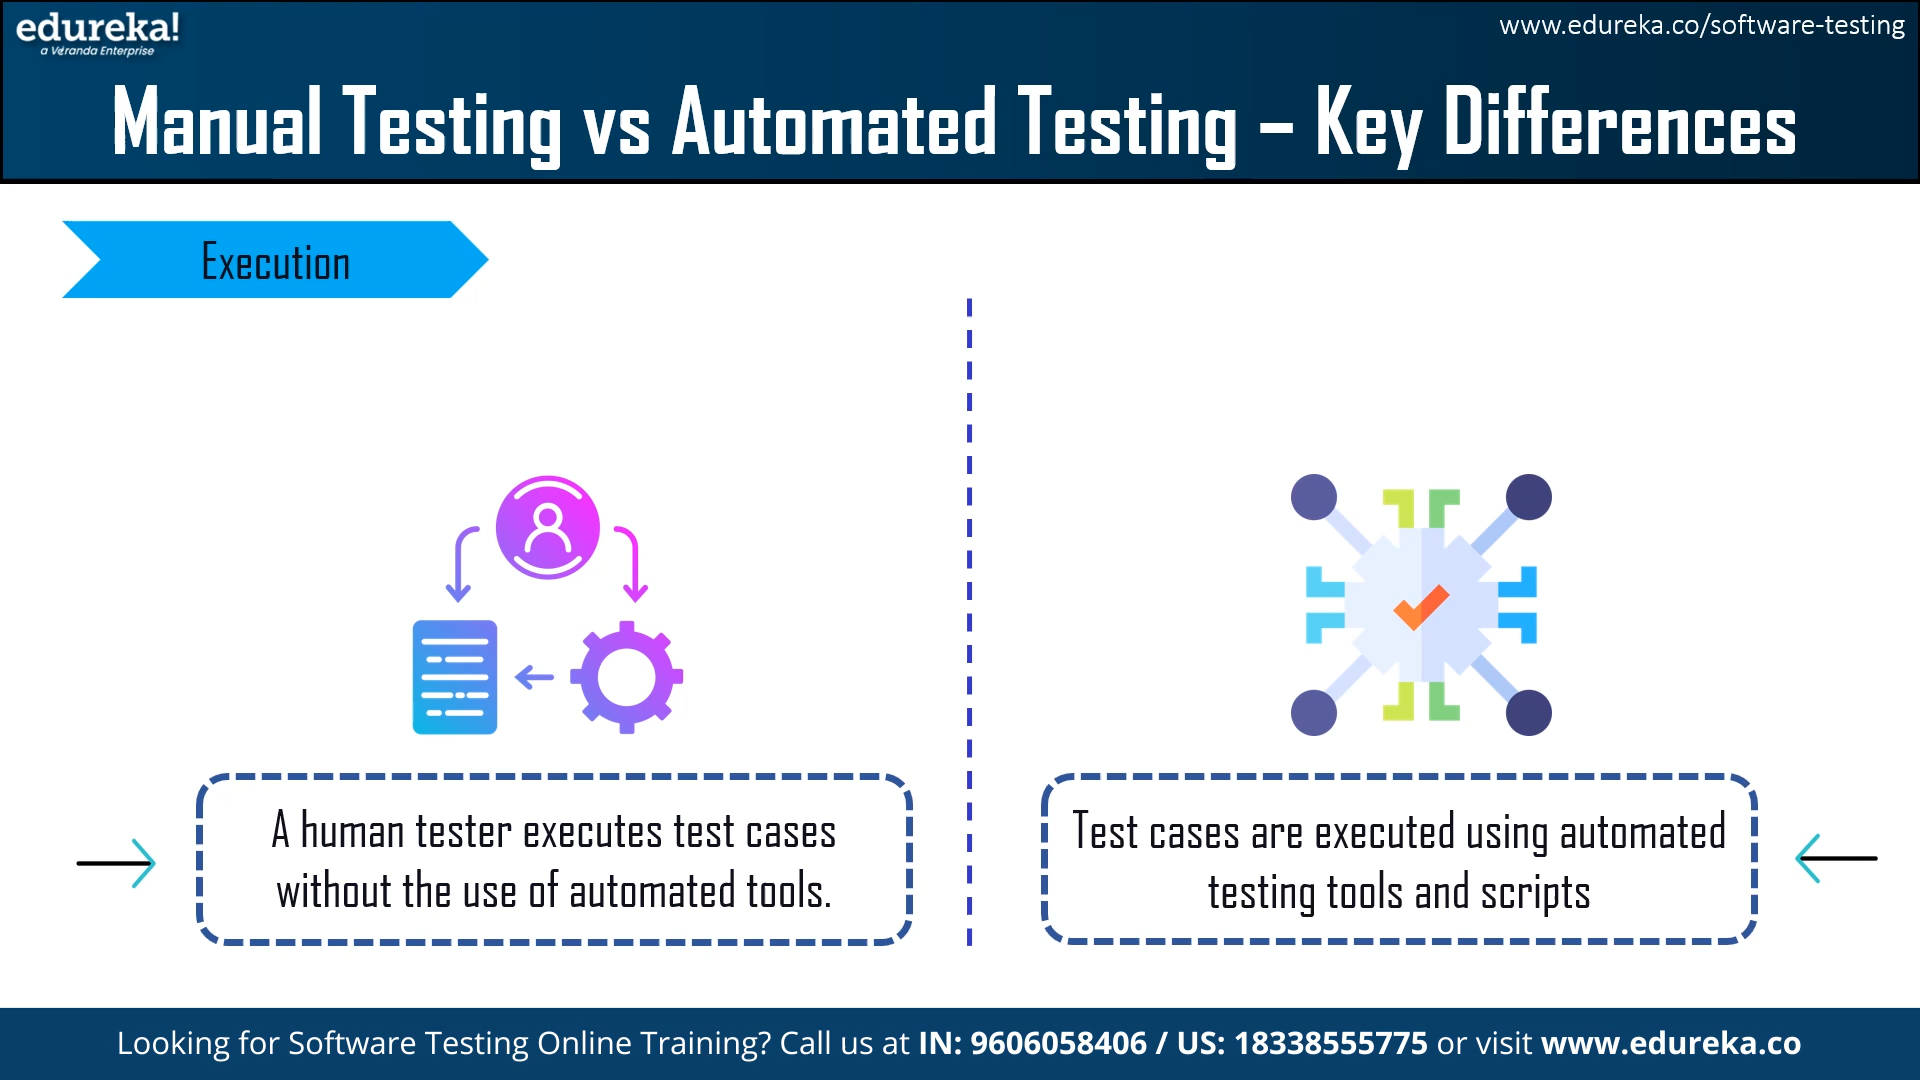 edureka!
a Veranda Enterprise
www.edureka.co/software-testing
Manual Testing vs Automated Testing – Key Differences
Execution
A human tester executes test cases
without the use of automated tools.
Test cases are executed using automated
testing tools and scripts
Looking for Software Testing Online Training? Call us at IN: 9606058406 / US: 18338555775 or visit www.edureka.co